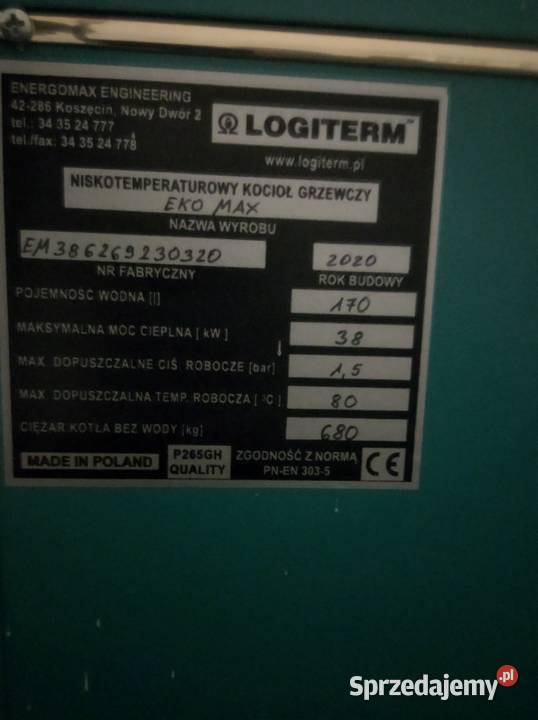 ENERGOMAX ENGINEERING
42-286 Koszęcin, Nowy Dwór 2
tel.: 34 35 24 777
tel./fax: 34 35 24 778
LOGITERM™
www.logiterm.pl
NISKOTEMPERATUROWY KOCIOŁ GRZEWCZY
EKO MAX
NAZWA WYROBU
EM386269230320
NR FABRYCZNY
2020
ROK BUDOWY
POJEMNOŚĆ WODNA [l] 170
MAKSYMALNA MOC CIEPLNA [kW] 38
MAX. DOPUSZCZALNE CIŚ. ROBOCZE [bar] 1,5
MAX. DOPUSZCZALNA TEMP. ROBOCZA [°C] 80
CIĘŻAR KOTŁA BEZ WODY [kg] 680
MADE IN POLAND
P265GH
QUALITY
ZGODNOŚĆ Z NORMĄ
PN-EN 303-5
CE
Sprzedajemy.pl